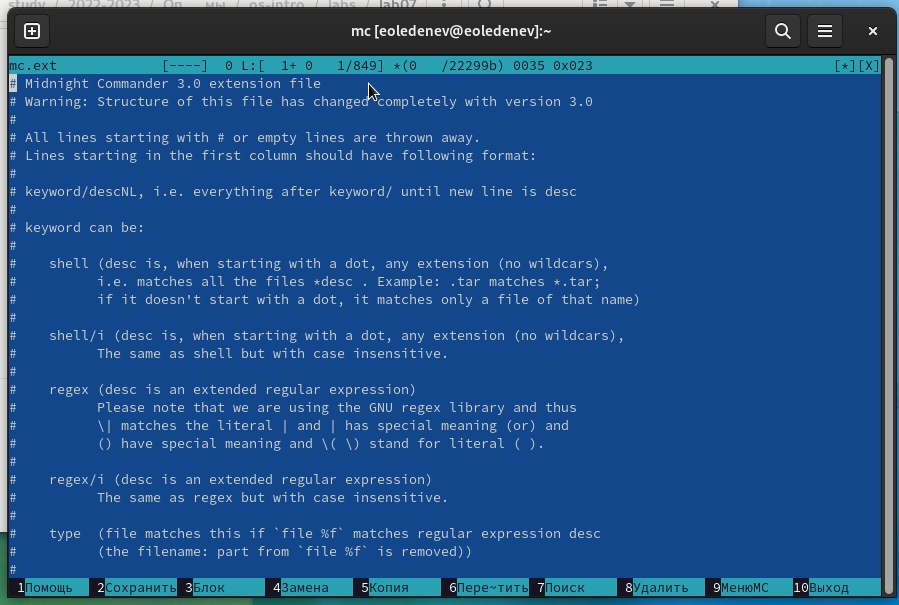 study / 2022-2023 / Оп мы / os-intro / labs / lab07
mc [eoledenev@eoledenev]:~
mc.ext [----] 0 L:[ 1+ 0 1/849] *(0 /22299b) 0035 0x023 [*][X]
# Midnight Commander 3.0 extension file
# Warning: Structure of this file has changed completely with version 3.0
#
# All lines starting with # or empty lines are thrown away.
# Lines starting in the first column should have following format:
#
# keyword/descNL, i.e. everything after keyword/ until new line is desc
#
# keyword can be:
#
# shell (desc is, when starting with a dot, any extension (no wildcars),
# i.e. matches all the files *desc . Example: .tar matches *.tar;
# if it doesn't start with a dot, it matches only a file of that name)
#
# shell/i (desc is, when starting with a dot, any extension (no wildcars),
# The same as shell but with case insensitive.
#
# regex (desc is an extended regular expression)
# Please note that we are using the GNU regex library and thus
# \| matches the literal | and | has special meaning (or) and
# () have special meaning and \( \) stand for literal ( ).
#
# regex/i (desc is an extended regular expression)
# The same as regex but with case insensitive.
#
# type (file matches this if `file %f` matches regular expression desc
# (the filename: part from `file %f` is removed))
#
1Помощь 2Сохранить 3Блок 4Замена 5Копия 6Пере~тить 7Поиск 8Удалить 9МенюMC 10Выход